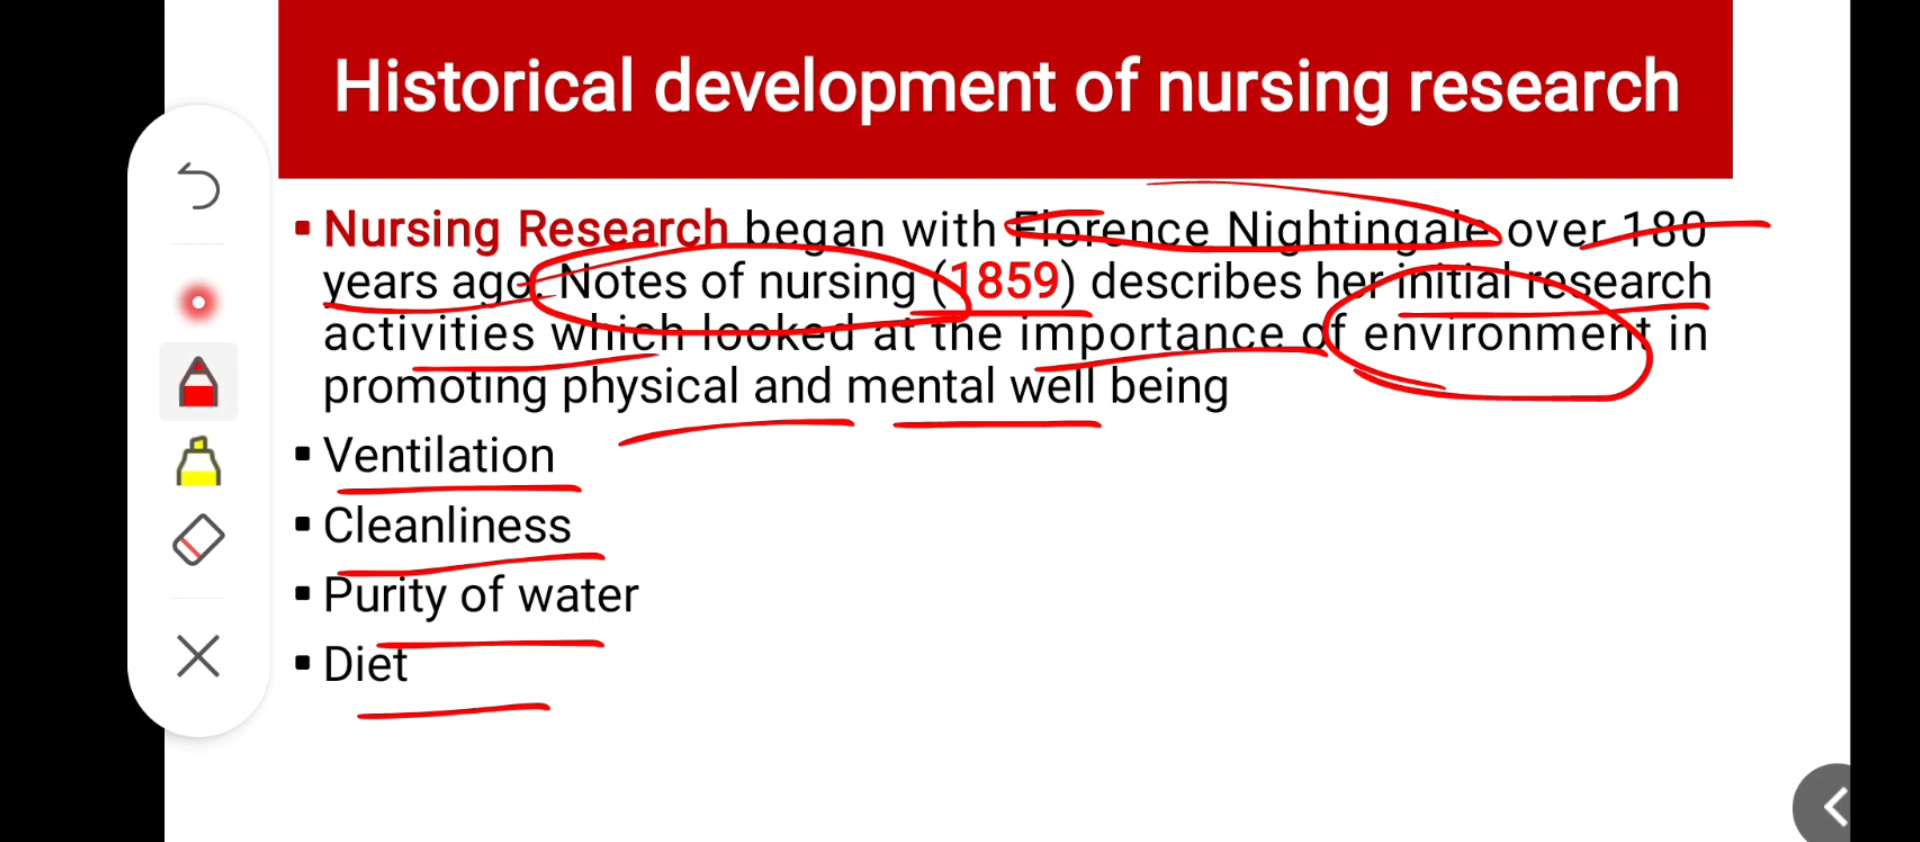 Historical development of nursing research
▪ Nursing Research began with Florence Nightingale over 180
years ago. Notes of nursing (1859) describes her initial research
activities which looked at the importance of environment in
promoting physical and mental well being
▪ Ventilation
▪ Cleanliness
▪ Purity of water
▪ Diet